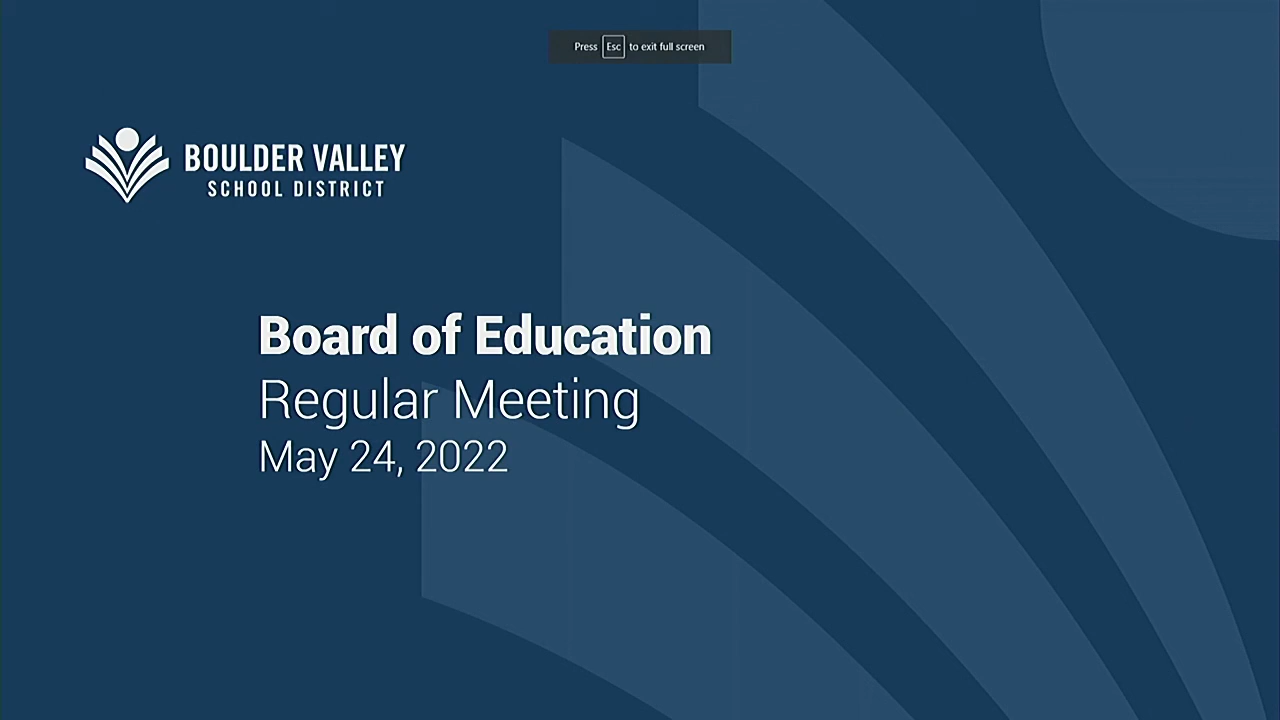 Press Esc to exit full screen
BOULDER VALLEY
SCHOOL DISTRICT
Board of Education
Regular Meeting
May 24, 2022